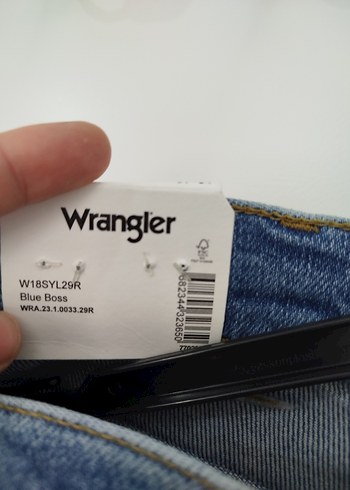 Wrangler
W18SYL29R
Blue Boss
WRA.23.1.0033.29R